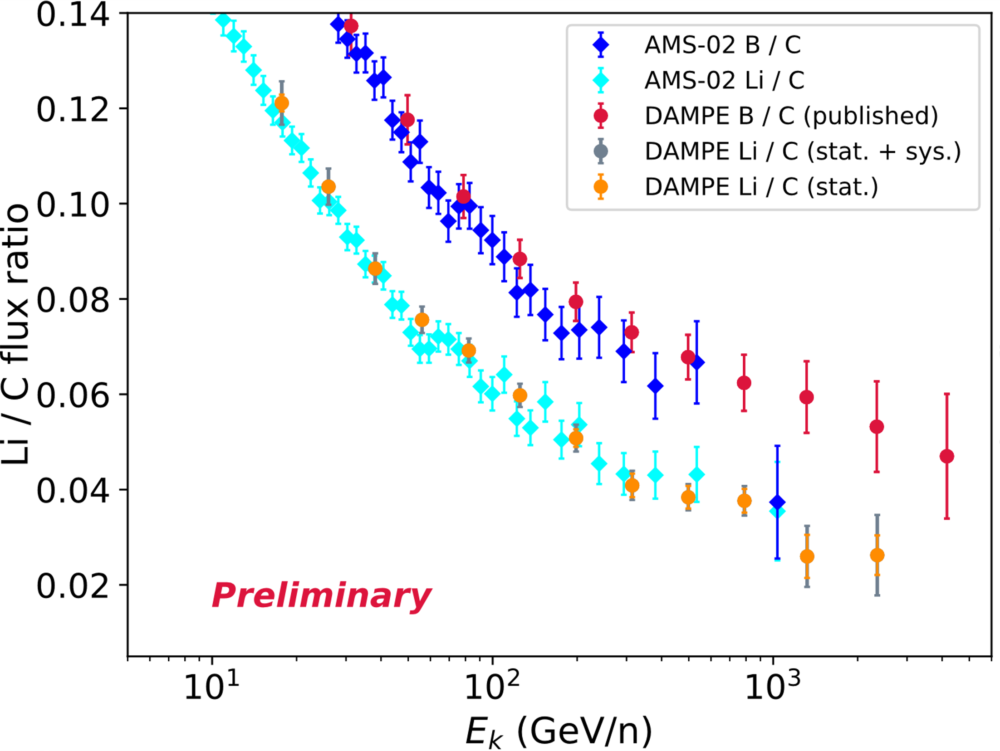 0.14
0.12
0.10
0.08
0.06
0.04
0.02
Li / C flux ratio
AMS-02 B / C
AMS-02 Li / C
DAMPE B / C (published)
DAMPE Li / C (stat. + sys.)
DAMPE Li / C (stat.)
Preliminary
10¹ 10² 10³
Eₖ (GeV/n)